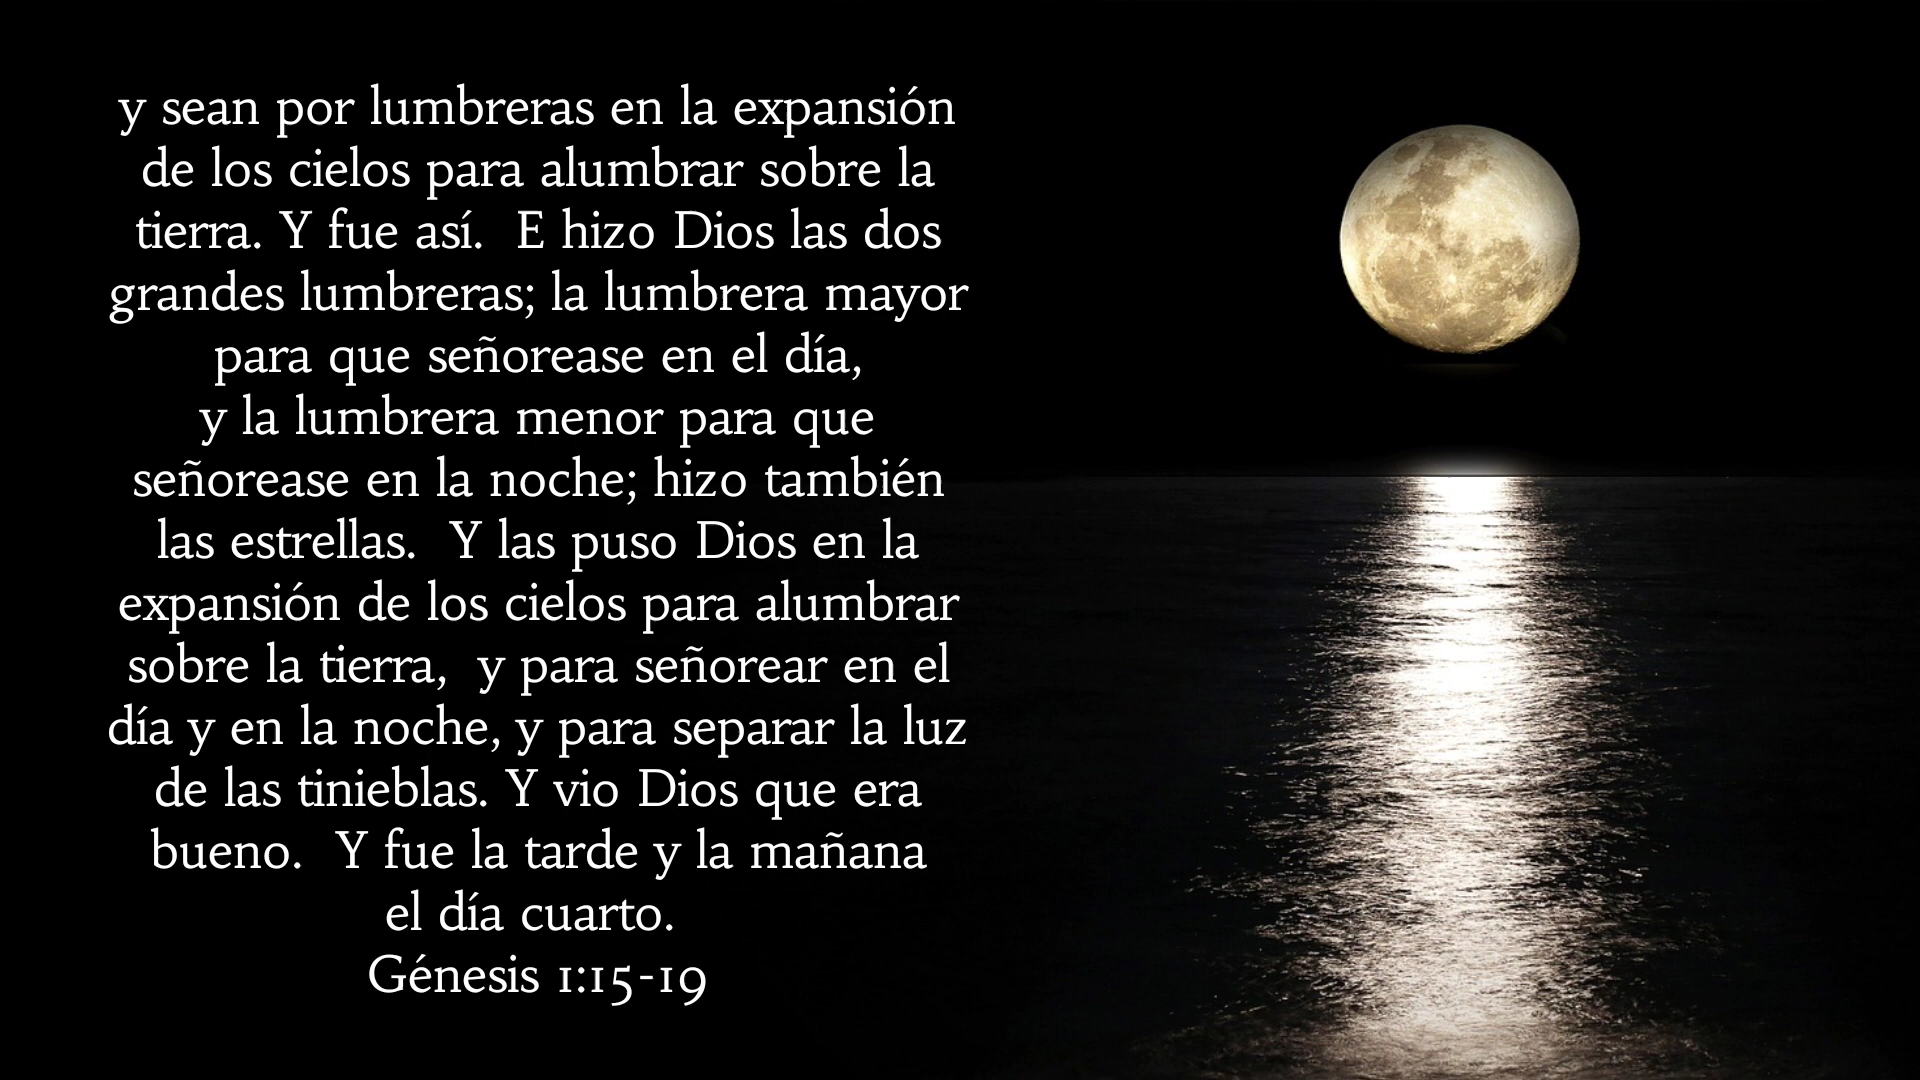 y sean por lumbreras en la expansión
de los cielos para alumbrar sobre la
tierra. Y fue así.  E hizo Dios las dos
grandes lumbreras; la lumbrera mayor
para que señorease en el día,
y la lumbrera menor para que
señorease en la noche; hizo también
las estrellas.  Y las puso Dios en la
expansión de los cielos para alumbrar
sobre la tierra,  y para señorear en el
día y en la noche, y para separar la luz
de las tinieblas. Y vio Dios que era
bueno.  Y fue la tarde y la mañana
el día cuarto.
Génesis 1:15-19